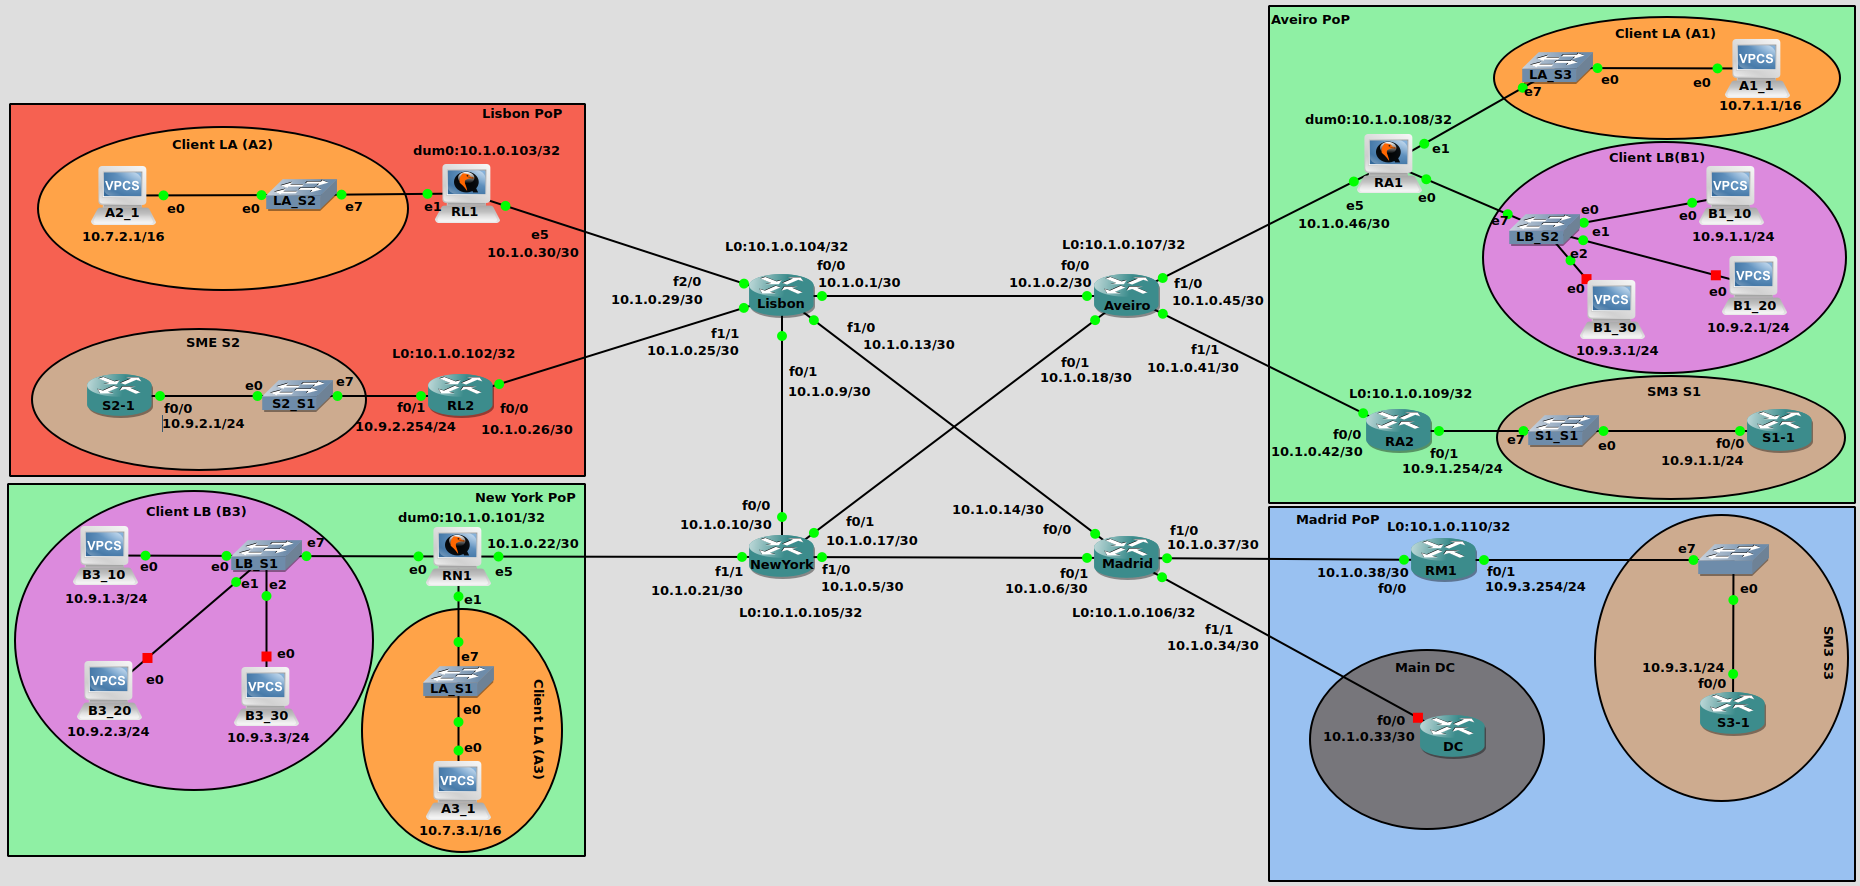 Lisbon PoP
Client LA (A2)
VPCS
A2_1
e0
10.7.2.1/16
e0
LA_S2
e7
dum0:10.1.0.103/32
e1
RL1
e5
10.1.0.30/30
SME S2
S2-1
f0/0
10.9.2.1/24
e0
S2_S1
e7
L0:10.1.0.102/32
RL2
f0/1
10.9.2.254/24
f0/0
10.1.0.26/30
New York PoP
Client LB (B3)
VPCS
B3_10
e0
10.9.1.3/24
e0
LB_S1
e7
e1
e2
VPCS
B3_20
e0
10.9.2.3/24
VPCS
B3_30
e0
10.9.3.3/24
dum0:10.1.0.101/32
10.1.0.22/30
e0
RN1
e5
e1
e7
LA_S1
e0
e0
Client LA (A3)
VPCS
A3_1
10.7.3.1/16
L0:10.1.0.104/32
f0/0
10.1.0.1/30
f2/0
10.1.0.29/30
Lisbon
f1/1
10.1.0.25/30
f1/0
10.1.0.13/30
f0/1
10.1.0.9/30
L0:10.1.0.107/32
f0/0
10.1.0.2/30
Aveiro
f1/0
10.1.0.45/30
f0/1
10.1.0.18/30
f1/1
10.1.0.41/30
f0/0
10.1.0.10/30
f0/1
10.1.0.17/30
NewYork
f1/1
10.1.0.21/30
f1/0
10.1.0.5/30
L0:10.1.0.105/32
10.1.0.14/30
f0/0
f1/0
10.1.0.37/30
Madrid
f0/1
10.1.0.6/30
L0:10.1.0.106/32
f1/1
10.1.0.34/30
Aveiro PoP
Client LA (A1)
LA_S3
e0
e7
e0
VPCS
A1_1
10.7.1.1/16
dum0:10.1.0.108/32
e1
RA1
e5
10.1.0.46/30
e0
Client LB(B1)
e7
LB_S2
e0
e1
e2
e0
VPCS
B1_10
10.9.1.1/24
e0
VPCS
B1_20
10.9.2.1/24
e0
VPCS
B1_30
10.9.3.1/24
L0:10.1.0.109/32
f0/0
10.1.0.42/30
RA2
f0/1
10.9.1.254/24
SM3 S1
e7
S1_S1
e0
f0/0
10.9.1.1/24
S1-1
Madrid PoP
L0:10.1.0.110/32
10.1.0.38/30
f0/0
RM1
f0/1
10.9.3.254/24
e7
e0
SM3 S3
10.9.3.1/24
f0/0
S3-1
Main DC
f0/0
10.1.0.33/30
DC